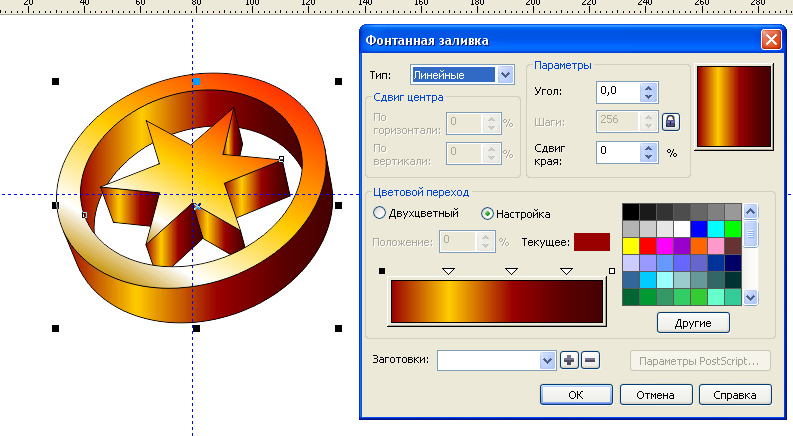 20 40 60 80 100 120 140 160 180 200 220 240 260 280
Фонтанная заливка
Тип: Линейные
Сдвиг центра
По горизонтали: 0 %
По вертикали: 0 %
Параметры
Угол: 0,0
Шаги: 256
Сдвиг края: 0 %
Цветовой переход
Двухцветный Настройка
Положение: 0 % Текущее:
Другие
Заготовки:
Параметры PostScript...
ОК Отмена Справка